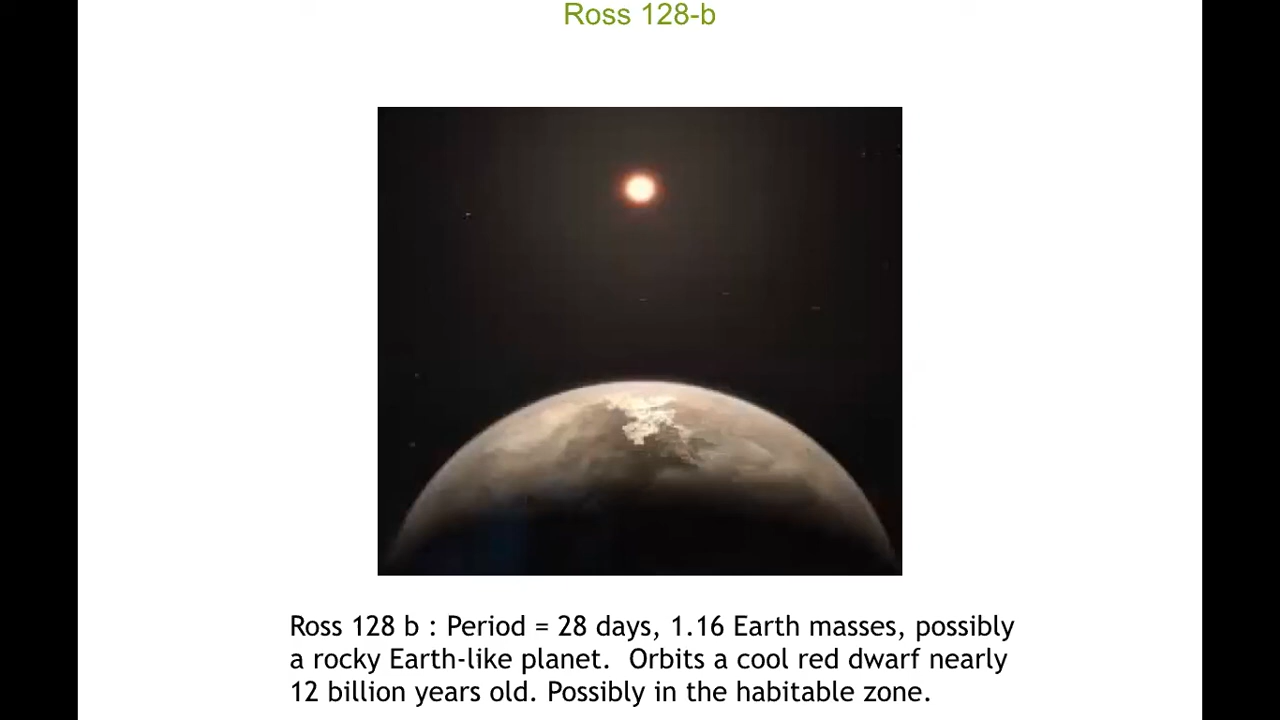 Ross 128-b
Ross 128 b : Period = 28 days, 1.16 Earth masses, possibly
a rocky Earth-like planet.  Orbits a cool red dwarf nearly
12 billion years old. Possibly in the habitable zone.